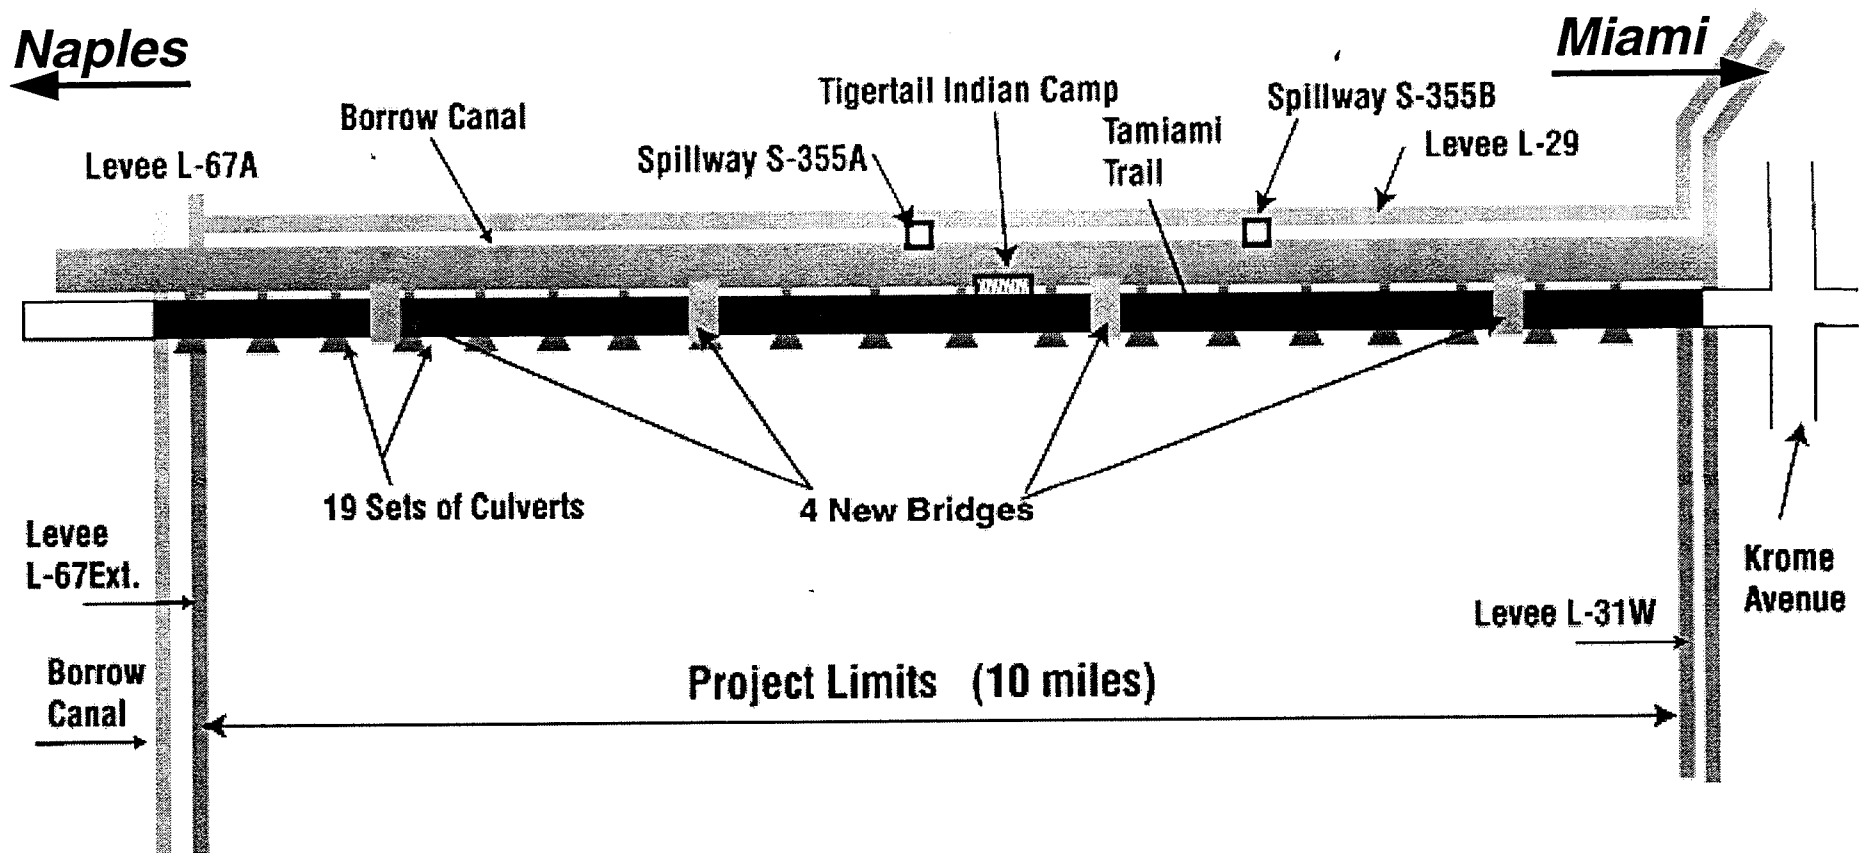 Naples
Miami
Tigertail Indian Camp
Spillway S-355B
Borrow Canal
Tamiami
Trail
Levee L-29
Spillway S-355A
Levee L-67A
19 Sets of Culverts
4 New Bridges
Levee
L-67Ext.
Krome
Avenue
Levee L-31W
Borrow
Canal
Project Limits (10 miles)